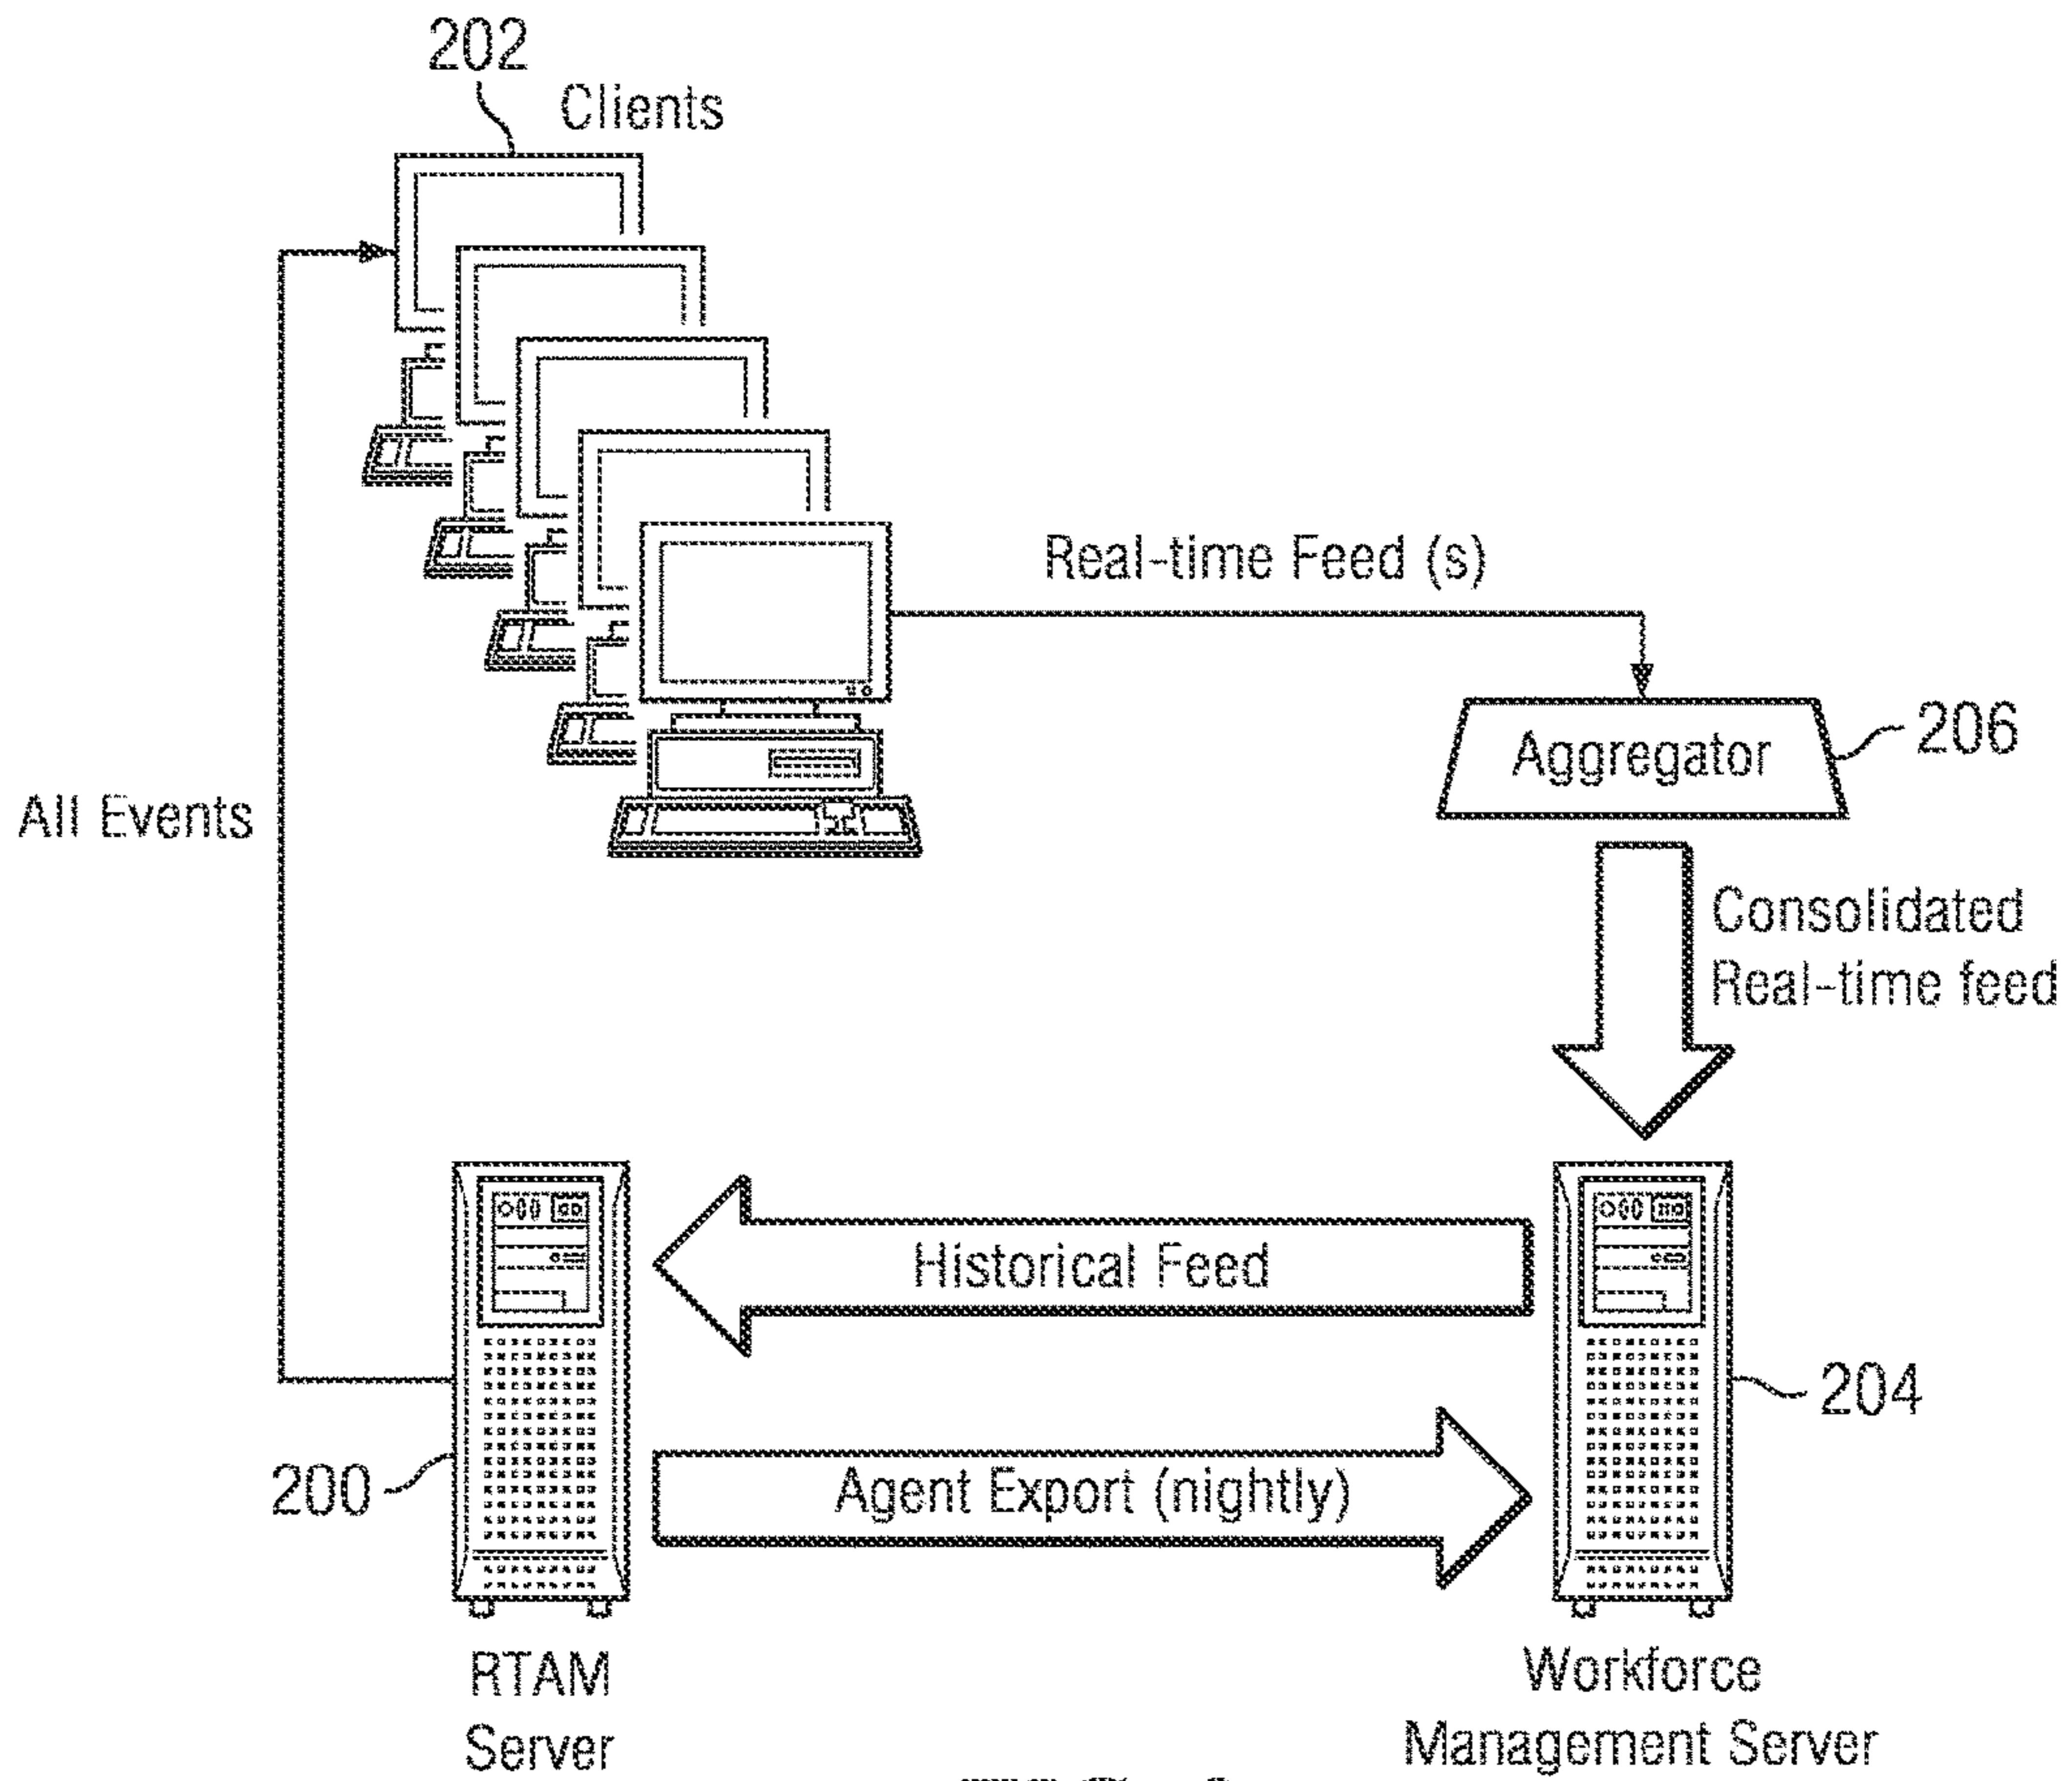 202
Clients
Real-time Feed (s)
Aggregator
206
All Events
Consolidated
Real-time feed
Historical Feed
204
200
Agent Export (nightly)
RTAM
Server
Workforce
Management Server